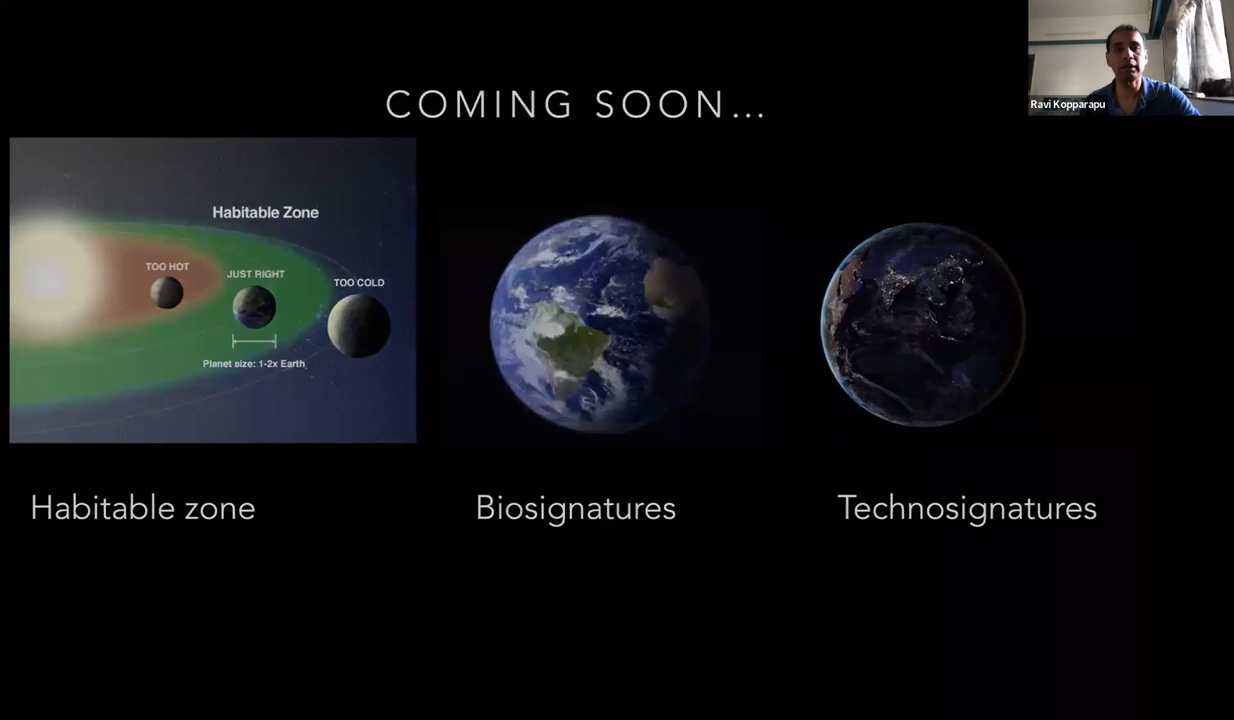 COMING SOON...
Ravi Kopparapu
Habitable Zone
TOO HOT
JUST RIGHT
TOO COLD
Planet size: 1-2x Earth
Habitable zone
Biosignatures
Technosignatures